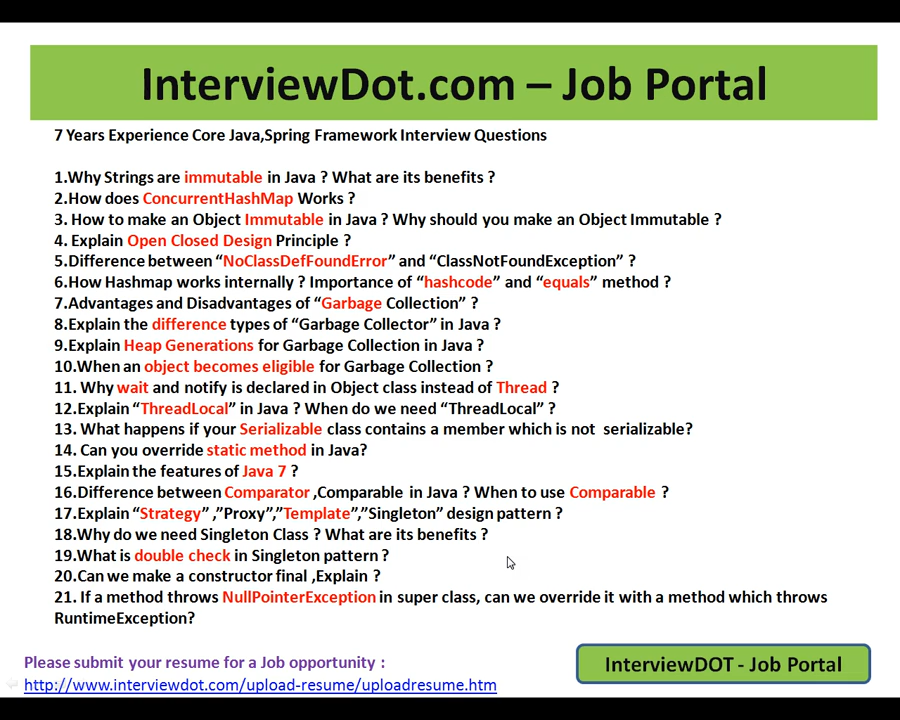 InterviewDot.com – Job Portal
7 Years Experience Core Java,Spring Framework Interview Questions
1.Why Strings are immutable in Java ? What are its benefits ?
2.How does ConcurrentHashMap Works ?
3. How to make an Object Immutable in Java ? Why should you make an Object Immutable ?
4. Explain Open Closed Design Principle ?
5.Difference between “NoClassDefFoundError” and “ClassNotFoundException” ?
6.How Hashmap works internally ? Importance of “hashcode” and “equals” method ?
7.Advantages and Disadvantages of “Garbage Collection” ?
8.Explain the difference types of “Garbage Collector” in Java ?
9.Explain Heap Generations for Garbage Collection in Java ?
10.When an object becomes eligible for Garbage Collection ?
11. Why wait and notify is declared in Object class instead of Thread ?
12.Explain “ThreadLocal” in Java ? When do we need “ThreadLocal” ?
13. What happens if your Serializable class contains a member which is not serializable?
14. Can you override static method in Java?
15.Explain the features of Java 7 ?
16.Difference between Comparator ,Comparable in Java ? When to use Comparable ?
17.Explain “Strategy” ,”Proxy”,”Template”,”Singleton” design pattern ?
18.Why do we need Singleton Class ? What are its benefits ?
19.What is double check in Singleton pattern ?
20.Can we make a constructor final ,Explain ?
21. If a method throws NullPointerException in super class, can we override it with a method which throws
RuntimeException?
Please submit your resume for a Job opportunity :
http://www.interviewdot.com/upload-resume/uploadresume.htm
InterviewDOT - Job Portal